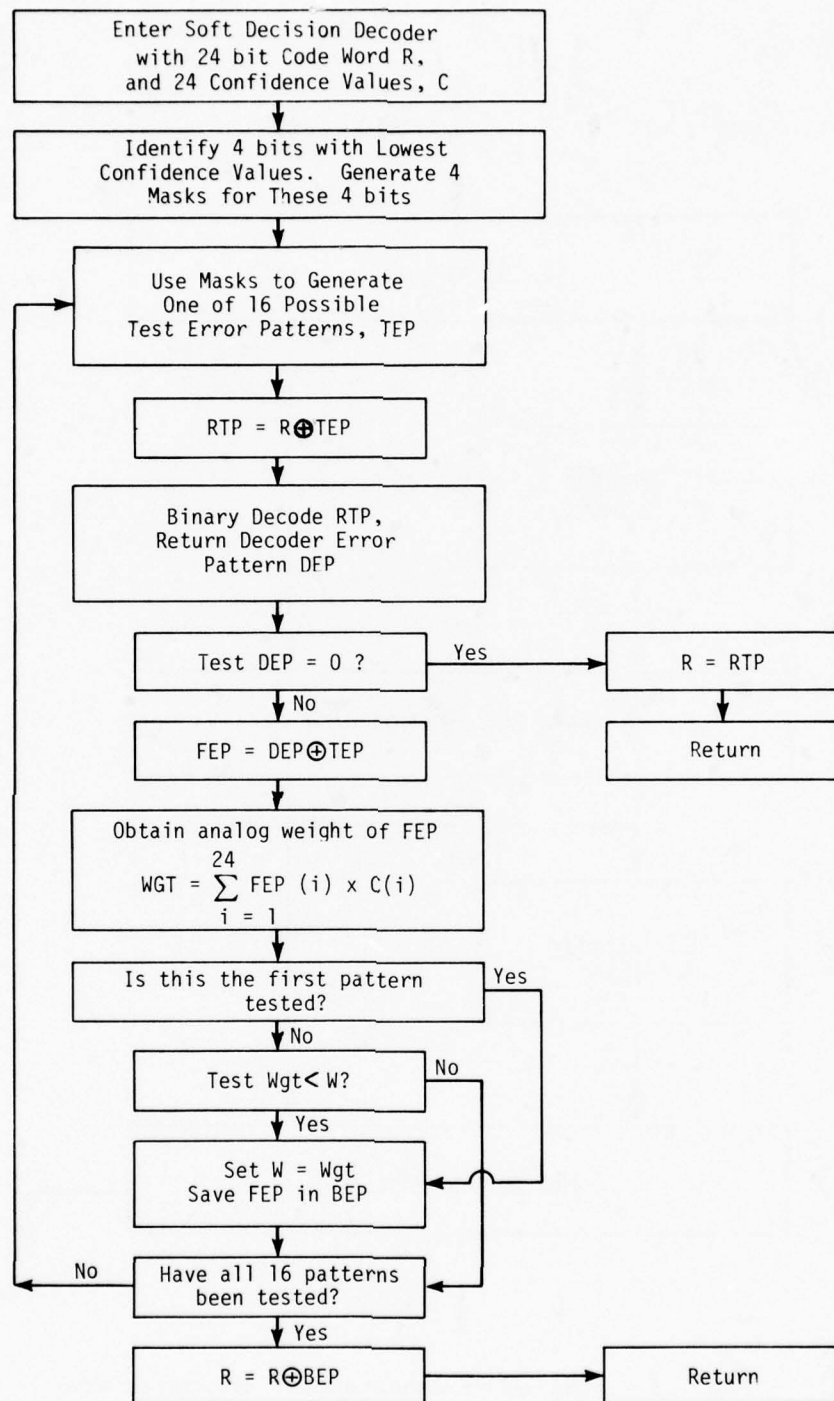 Enter Soft Decision Decoder
with 24 bit Code Word R,
and 24 Confidence Values, C
Identify 4 bits with Lowest
Confidence Values. Generate 4
Masks for These 4 bits
Use Masks to Generate
One of 16 Possible
Test Error Patterns, TEP
RTP = R⊕TEP
Binary Decode RTP,
Return Decoder Error
Pattern DEP
Test DEP = 0 ?
Yes
R = RTP
No
Return
FEP = DEP⊕TEP
Obtain analog weight of FEP
24
WGT = ∑ FEP (i) x C(i)
i = 1
Is this the first pattern
tested?
Yes
No
Test Wgt< W?
No
Yes
Set W = Wgt
Save FEP in BEP
No
Have all 16 patterns
been tested?
Yes
R = R⊕BEP
Return